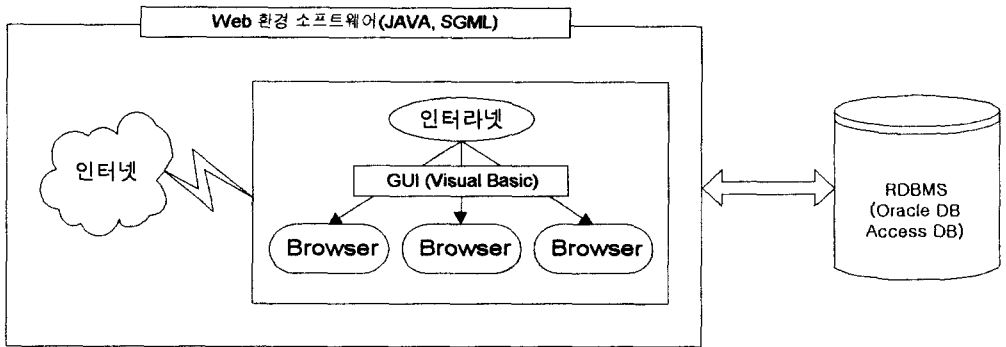 Web 환경 소프트웨어(JAVA, SGML)
인터넷
인터라넷
GUI (Visual Basic)
Browser
Browser
Browser
RDBMS
(Oracle DB
Access DB)